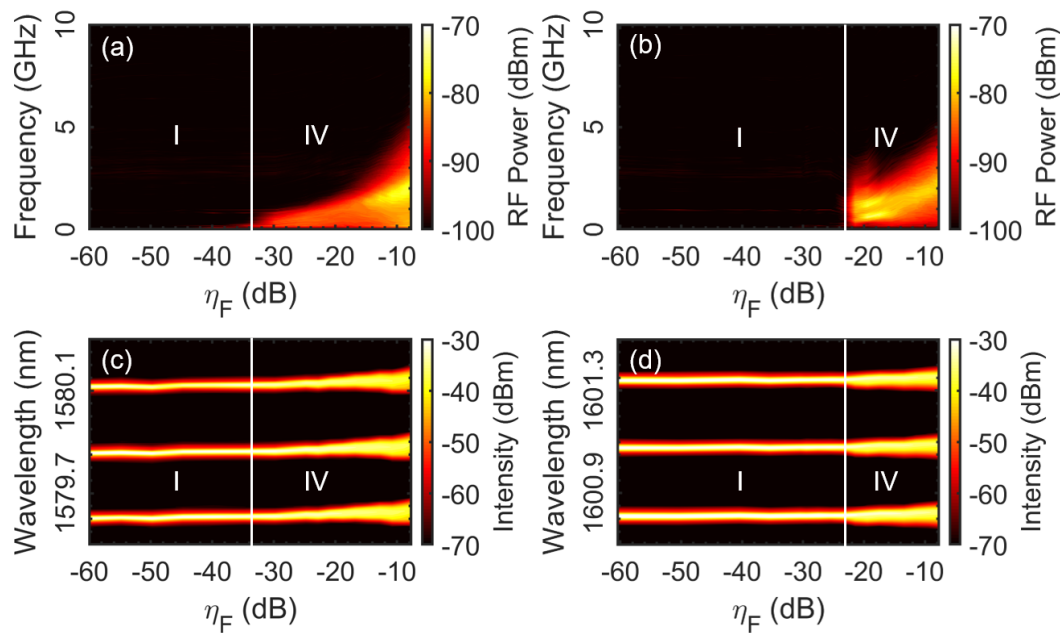 (a)
I
IV
Frequency (GHz)
10
5
0
-60 -50 -40 -30 -20 -10
ηF (dB)
-70
-80
-90
-100
RF Power (dBm)
(b)
I
IV
Frequency (GHz)
10
5
0
-60 -50 -40 -30 -20 -10
ηF (dB)
-70
-80
-90
-100
RF Power (dBm)
(c)
I
IV
Wavelength (nm)
1580.1
1579.7
-60 -50 -40 -30 -20 -10
ηF (dB)
-30
-40
-50
-60
-70
Intensity (dBm)
(d)
I
IV
Wavelength (nm)
1601.3
1600.9
-60 -50 -40 -30 -20 -10
ηF (dB)
-30
-40
-50
-60
-70
Intensity (dBm)